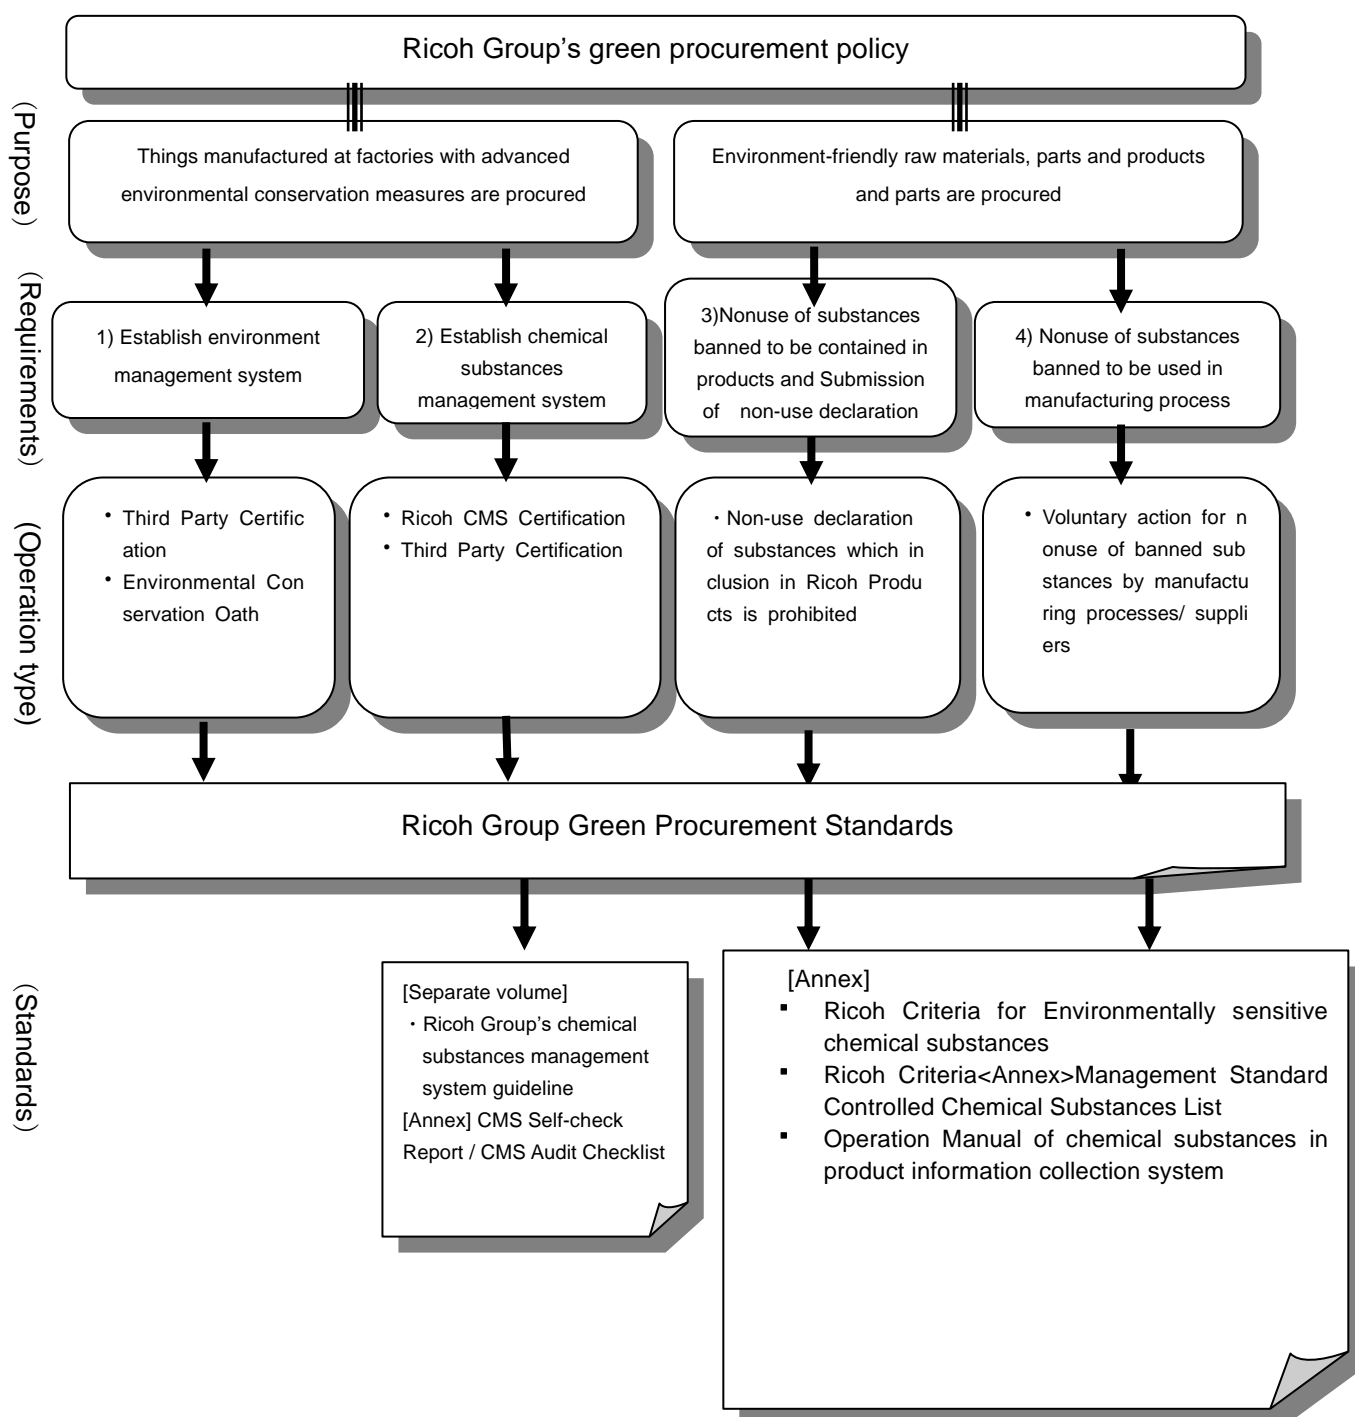 Ricoh Group’s green procurement policy
(Purpose)
Things manufactured at factories with advanced
environmental conservation measures are procured
Environment-friendly raw materials, parts and products
and parts are procured
(Requirements)
1) Establish environment
management system
2) Establish chemical
substances
management system
3)Nonuse of substances
banned to be contained in
products and Submission
of non-use declaration
4) Nonuse of substances
banned to be used in
manufacturing process
(Operation type)
・Third Party Certific
ation
・Environmental Con
servation Oath
・Ricoh CMS Certification
・Third Party Certification
・Non-use declaration
of substances which in
clusion in Ricoh Produ
cts is prohibited
・Voluntary action for n
onuse of banned sub
stances by manufactu
ring processes/ suppli
ers
Ricoh Group Green Procurement Standards
(Standards)
[Separate volume]
・Ricoh Group’s chemical
substances management
system guideline
[Annex] CMS Self-check
Report / CMS Audit Checklist
[Annex]
▪ Ricoh Criteria for Environmentally sensitive
chemical substances
▪ Ricoh Criteria<Annex>Management Standard
Controlled Chemical Substances List
▪ Operation Manual of chemical substances in
product information collection system